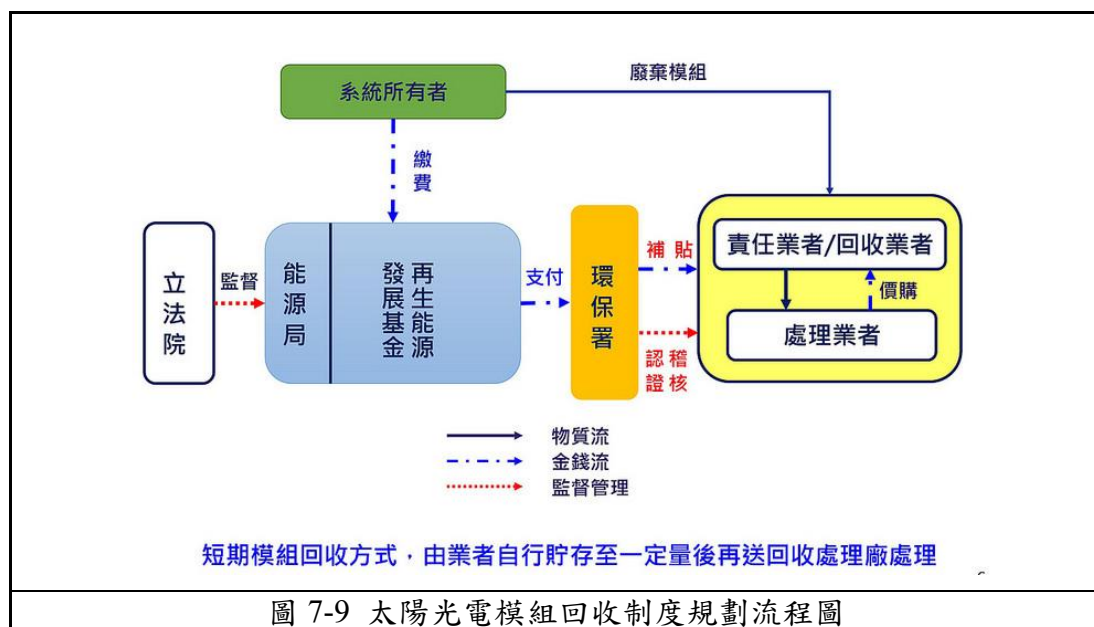 廢棄模組
系統所有者
繳費
立法院
監督
能源局
再生能源
發展基金
支付
環保署
補貼
稽核
認證
責任業者/回收業者
價購
處理業者
物質流
金錢流
監督管理
短期模組回收方式，由業者自行貯存至一定量後再送回收處理廠處理
圖 7-9 太陽光電模組回收制度規劃流程圖